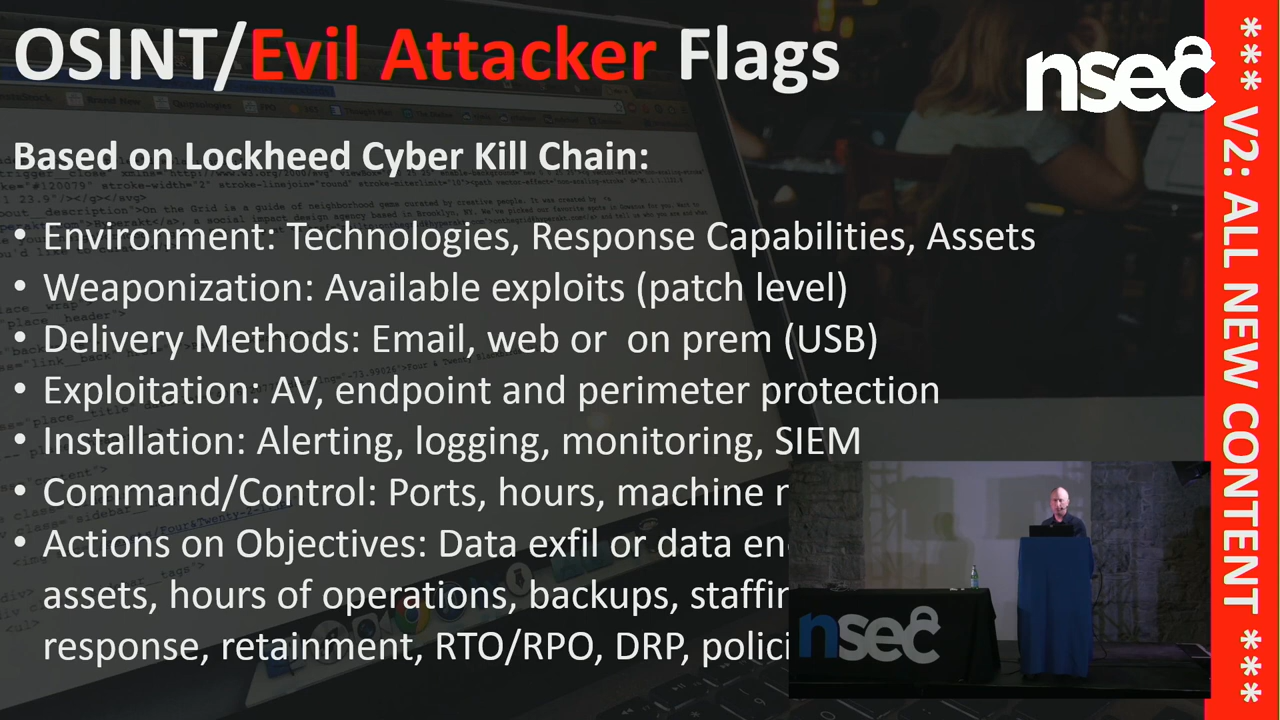 OSINT/Evil Attacker Flags
nsec
*** V2: ALL NEW CONTENT ***
Based on Lockheed Cyber Kill Chain:
• Environment: Technologies, Response Capabilities, Assets
• Weaponization: Available exploits (patch level)
• Delivery Methods: Email, web or  on prem (USB)
• Exploitation: AV, endpoint and perimeter protection
• Installation: Alerting, logging, monitoring, SIEM
• Command/Control: Ports, hours, machine
• Actions on Objectives: Data exfil or data
assets, hours of operations, backups,
response, retainment, RTO/RPO, DRP,
nsec